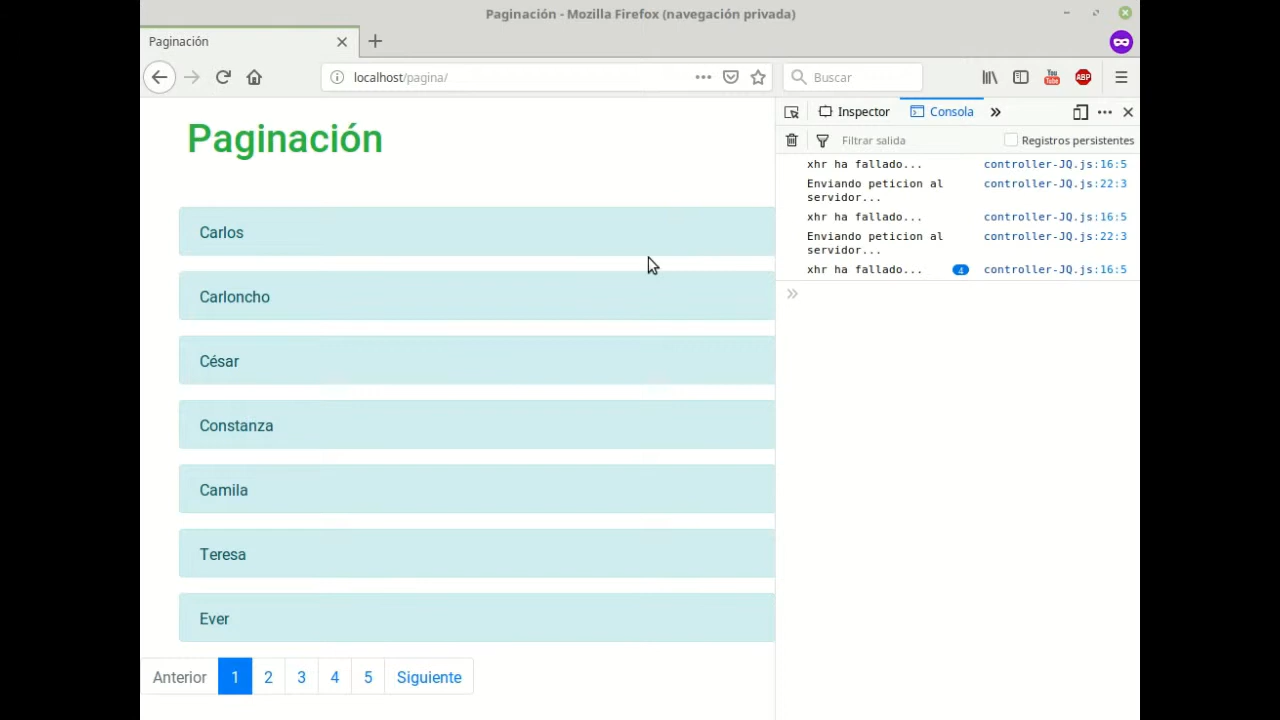 Paginación - Mozilla Firefox (navegación privada)
Paginación
localhost/pagina/
Buscar
You Tube
ABP
Inspector
Consola
Filtrar salida
Registros persistentes
Paginación
xhr ha fallado... controller-JQ.js:16:5
Enviando peticion al controller-JQ.js:22:3
servidor...
xhr ha fallado... controller-JQ.js:16:5
Enviando peticion al controller-JQ.js:22:3
servidor...
xhr ha fallado... 4 controller-JQ.js:16:5
Carlos
Carloncho
César
Constanza
Camila
Teresa
Ever
Anterior 1 2 3 4 5 Siguiente